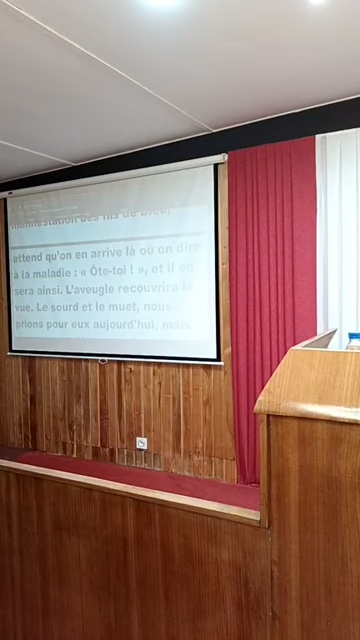 manifestation des fils de Dieu,
attend qu'on en arrive là où on dira
à la maladie : « Ôte-toi ! », et il en
sera ainsi. L'aveugle recouvrira la
vue. Le sourd et le muet, nous
prions pour eux aujourd'hui, mais